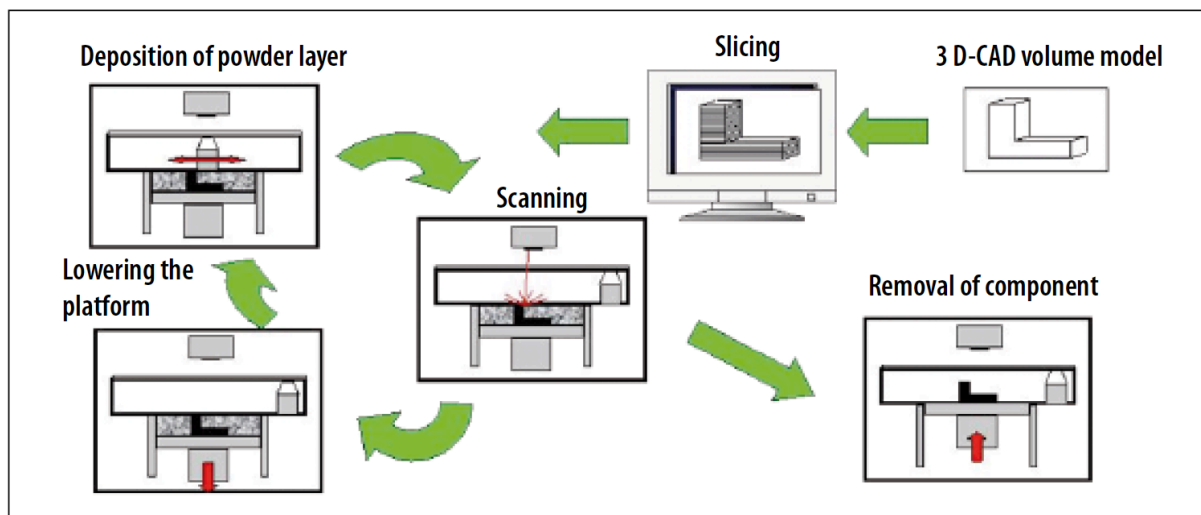 Deposition of powder layer
Slicing
3 D-CAD volume model
Scanning
Lowering the
platform
Removal of component